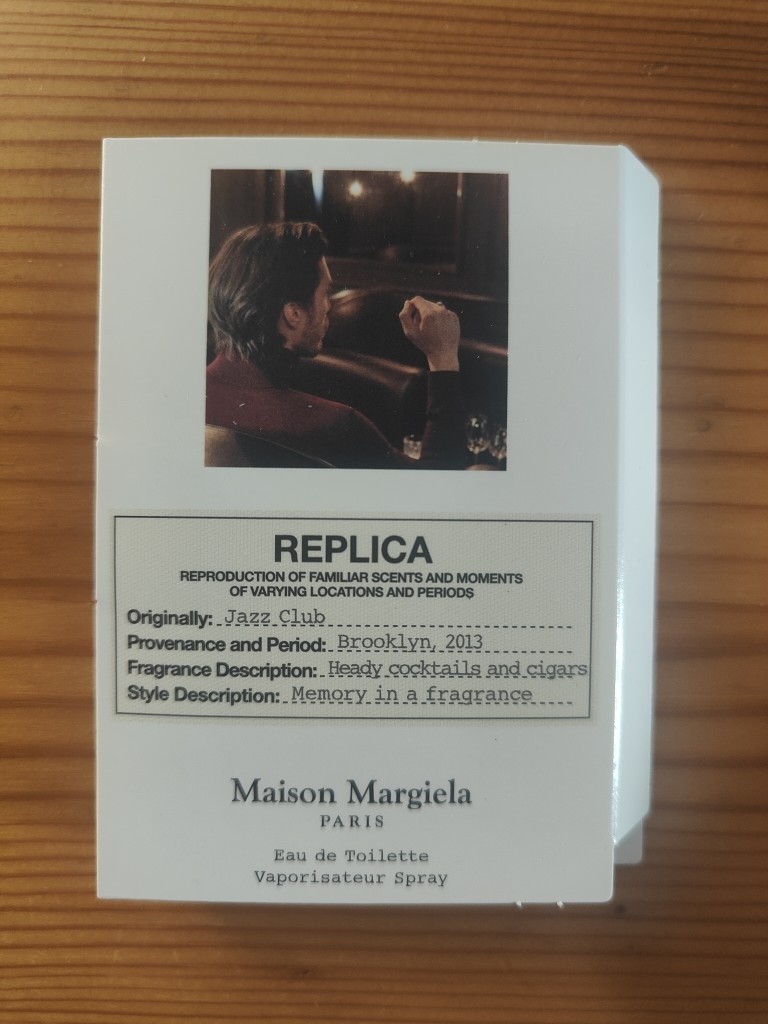 REPLICA
REPRODUCTION OF FAMILIAR SCENTS AND MOMENTS
OF VARYING LOCATIONS AND PERIODS
Originally: Jazz Club
Provenance and Period: Brooklyn, 2013
Fragrance Description: Heady cocktails and cigars
Style Description: Memory in a fragrance
Maison Margiela
PARIS
Eau de Toilette
Vaporisateur Spray